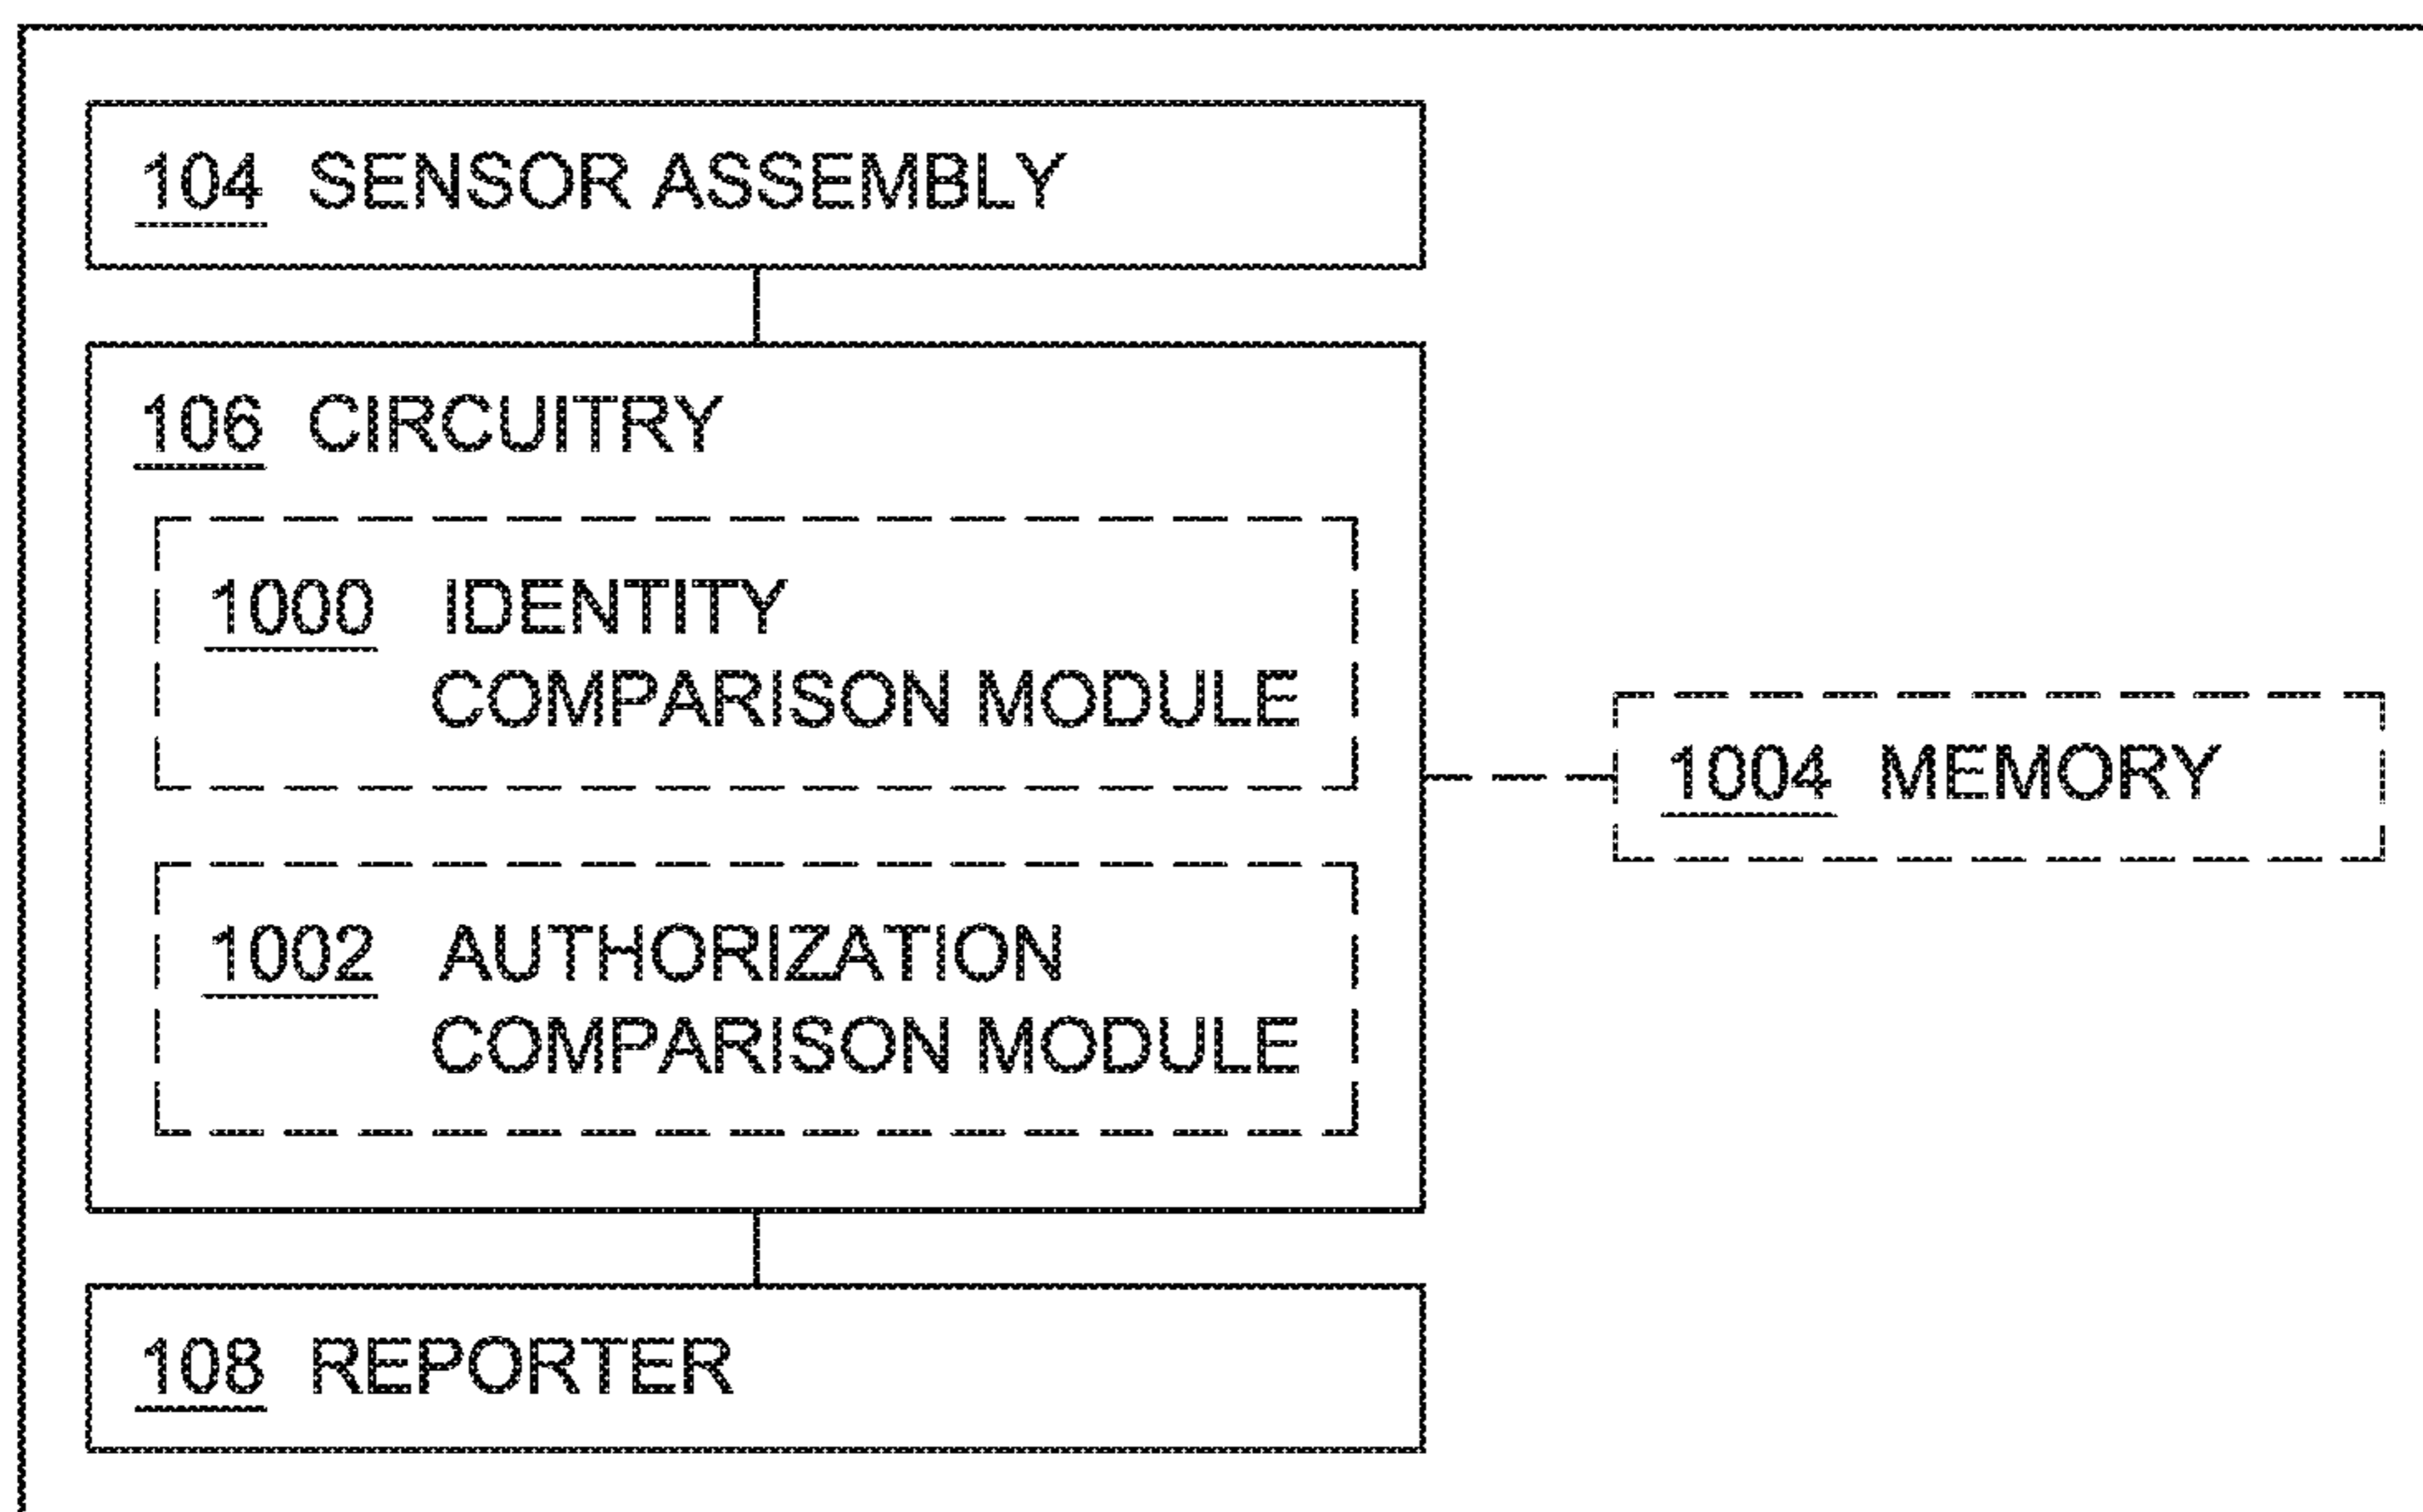 104 SENSOR ASSEMBLY
106 CIRCUITRY
1000 IDENTITY
COMPARISON MODULE
1004 MEMORY
1002 AUTHORIZATION
COMPARISON MODULE
108 REPORTER